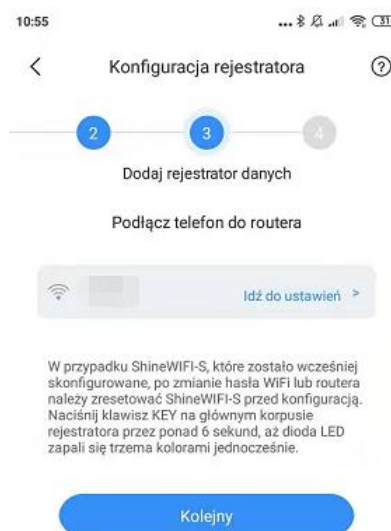 10:55
31
Konfiguracja rejestratora
?
2
3
4
Dodaj rejestrator danych
Podłącz telefon do routera
Idź do ustawień >
W przypadku ShineWIFI-S, które zostało wcześniej
skonfigurowane, po zmianie hasła WiFi lub routera
należy zresetować ShineWIFI-S przed konfiguracją.
Naciśnij klawisz KEY na głównym korpusie
rejestratora przez ponad 6 sekund, aż dioda LED
zapali się trzema kolorami jednocześnie.
Kolejny